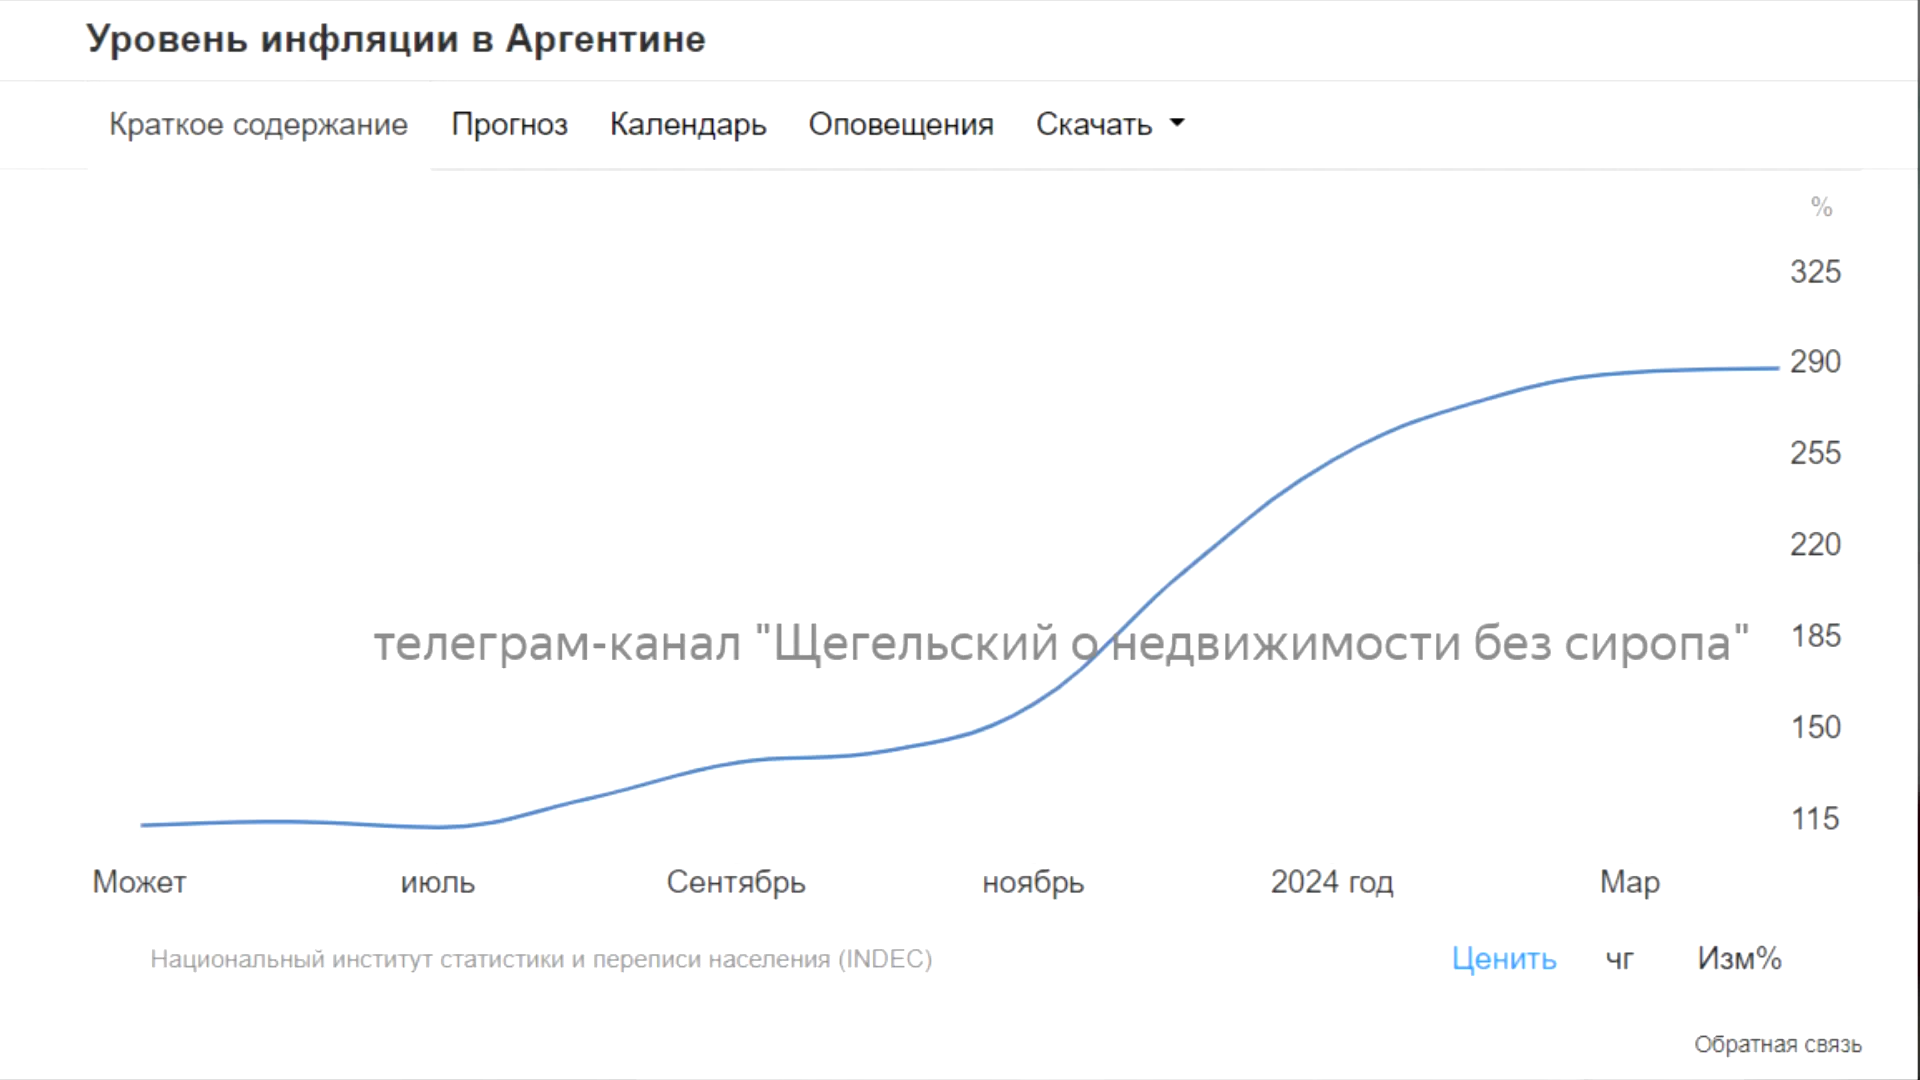 Уровень инфляции в Аргентине
Краткое содержание Прогноз Календарь Оповещения Скачать
%
325
290
255
220
телеграм-канал "Щегельский о недвижимости без сиропа"
185
150
115
Может июль Сентябрь ноябрь 2024 год Мар
Национальный институт статистики и переписи населения (INDEC) Ценить чг Изм%
Обратная связь